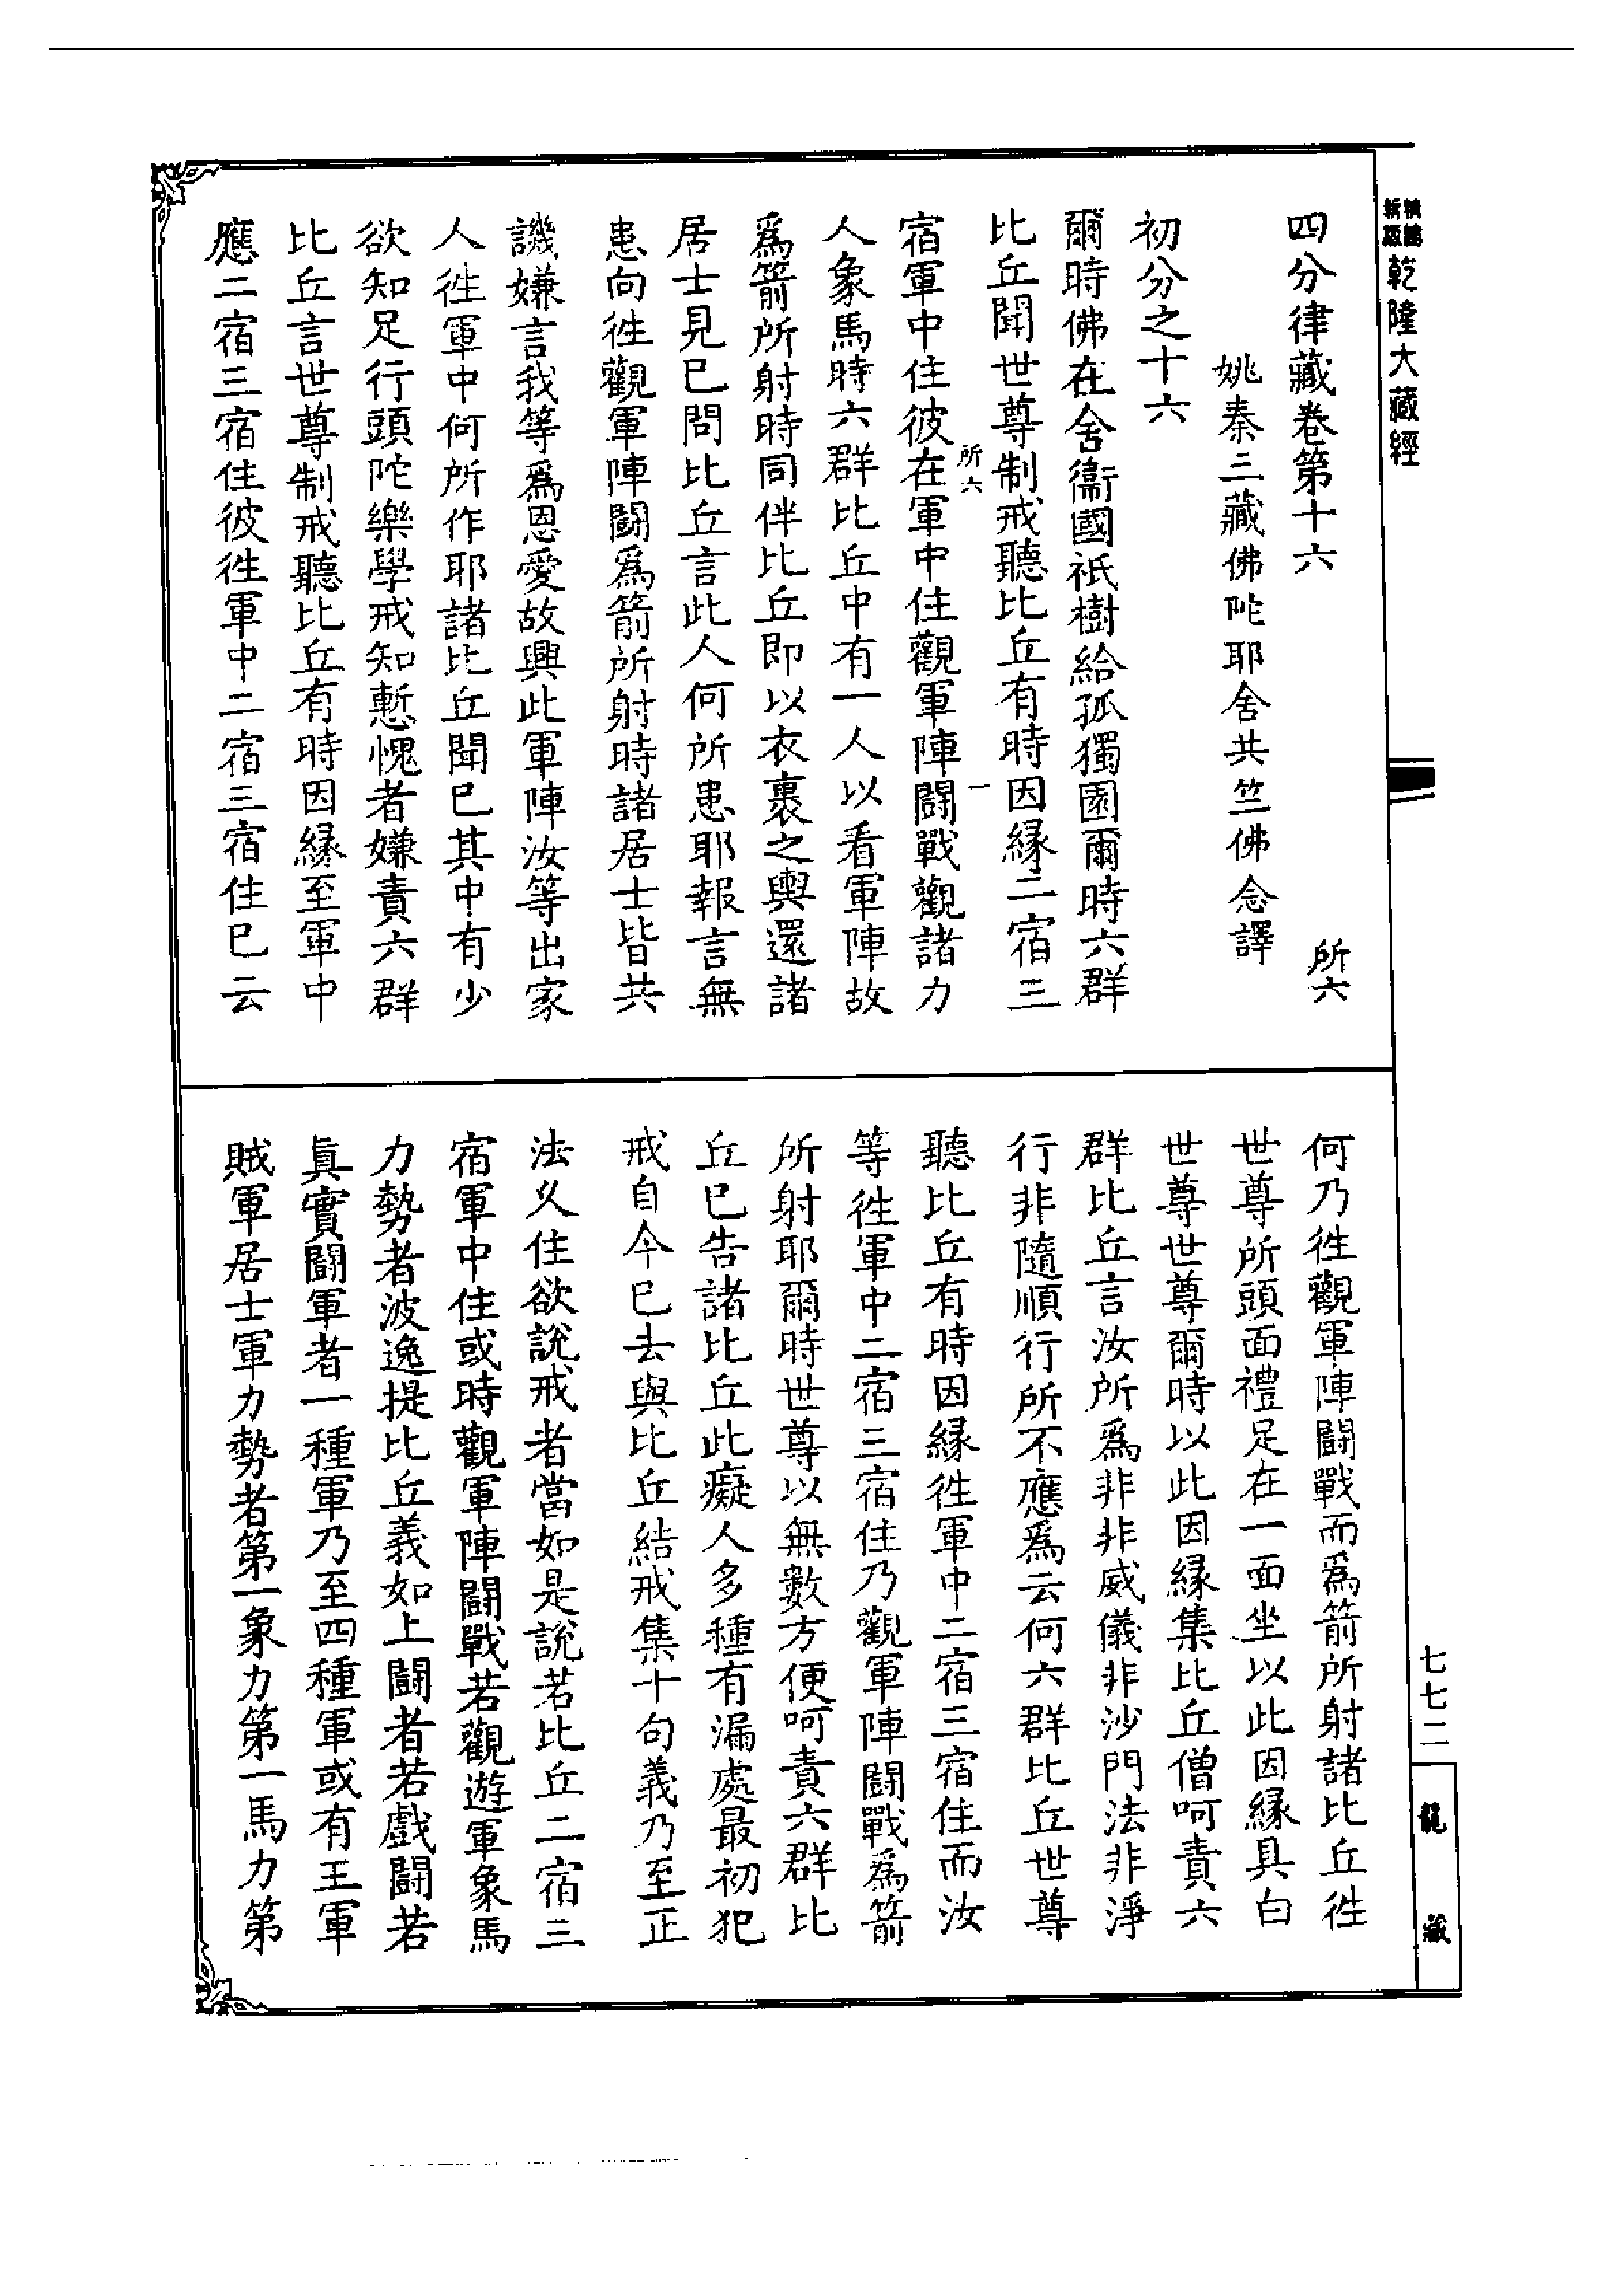 新版
乾隆大藏經
四分律藏卷第十六
所六
姚秦三藏佛陀耶舍共竺佛念譯
初分之十六
爾時佛在舍衞國祇樹給孤獨園爾時六群
比丘聞世尊制戒聽比丘有時因緣二宿三
所六
一
宿軍中住彼在軍中住觀軍陣鬪戰觀諸力
人象馬時六群比丘中有一人以看軍陣故
爲箭所射時同伴比丘即以衣裹之輿還諸
居士見已問比丘言此人何所患耶報言無
患向徃觀軍陣鬪爲箭所射時諸居士皆共
譏嫌言我等爲恩愛故興此軍陣汝等出家
人徃軍中何所作耶諸比丘聞已其中有少
欲知足行頭陀樂學戒知慙愧者嫌責六群
比丘言世尊制戒聽比丘有時因緣至軍中
應二宿三宿住彼徃軍中二宿三宿住已云
何乃徃觀軍陣鬪戰而爲箭所射諸比丘徃
世尊所頭面禮足在一面坐以此因緣具白
世尊世尊爾時以此因緣集比丘僧呵責六
群比丘言汝所爲非非威儀非沙門法非淨
行非隨順行所不應爲云何六群比丘世尊
聽比丘有時因緣徃軍中二宿三宿住而汝
等徃軍中二宿三宿住乃觀軍陣鬪戰爲箭
所射耶爾時世尊以無數方便呵責六群比
丘已告諸比丘此癡人多種有漏處最初犯
戒自今已去與比丘結戒集十句義乃至正
法久住欲說戒者當如是說若比丘二宿三
宿軍中住或時觀軍陣鬪戰若觀遊軍象馬
力勢者波逸提比丘義如上鬪者若戲鬪若
眞實鬪軍者一種軍乃至四種軍或有王軍
賊軍居士軍力勢者第一象力第一馬力第
七七二
龍藏